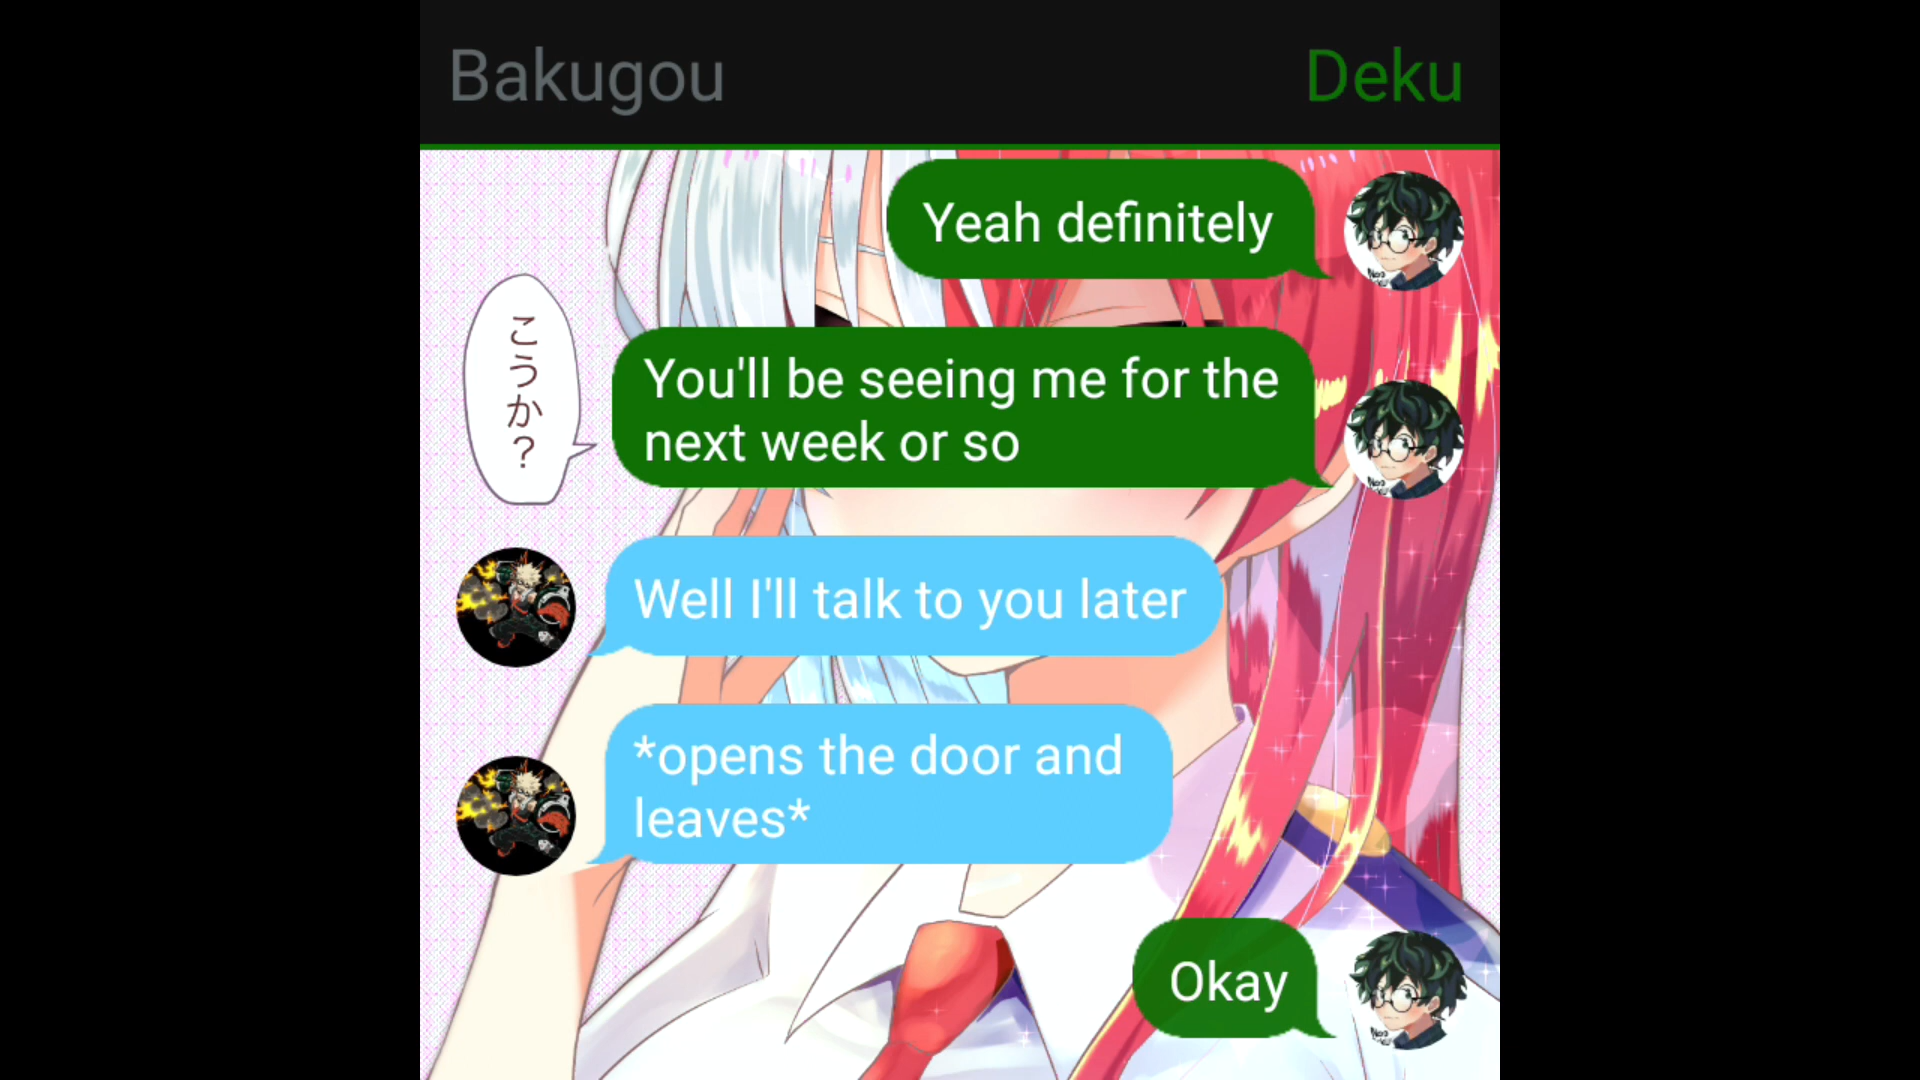 Bakugou
Deku
Yeah definitely
こうか？
You'll be seeing me for the
next week or so
Well I'll talk to you later
*opens the door and
leaves*
Okay